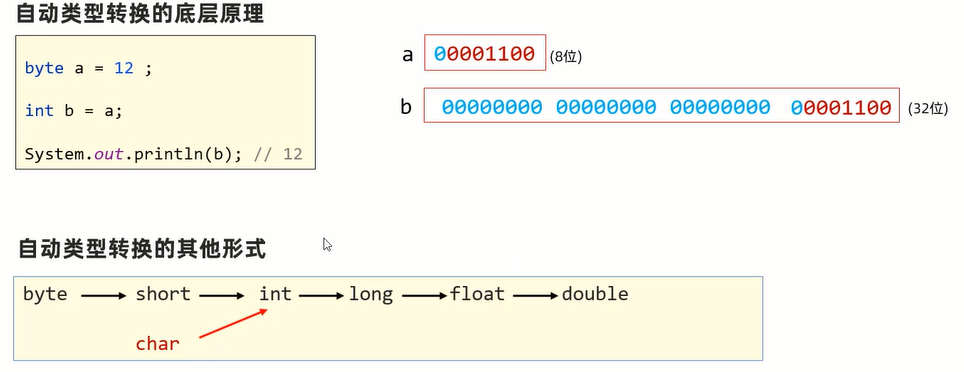 自动类型转换的底层原理
byte a = 12 ;
int b = a;
System.out.println(b); // 12
a 00001100 (8位)
b 00000000 00000000 00000000 00001100 (32位)
自动类型转换的其他形式
byte short int long float double
char